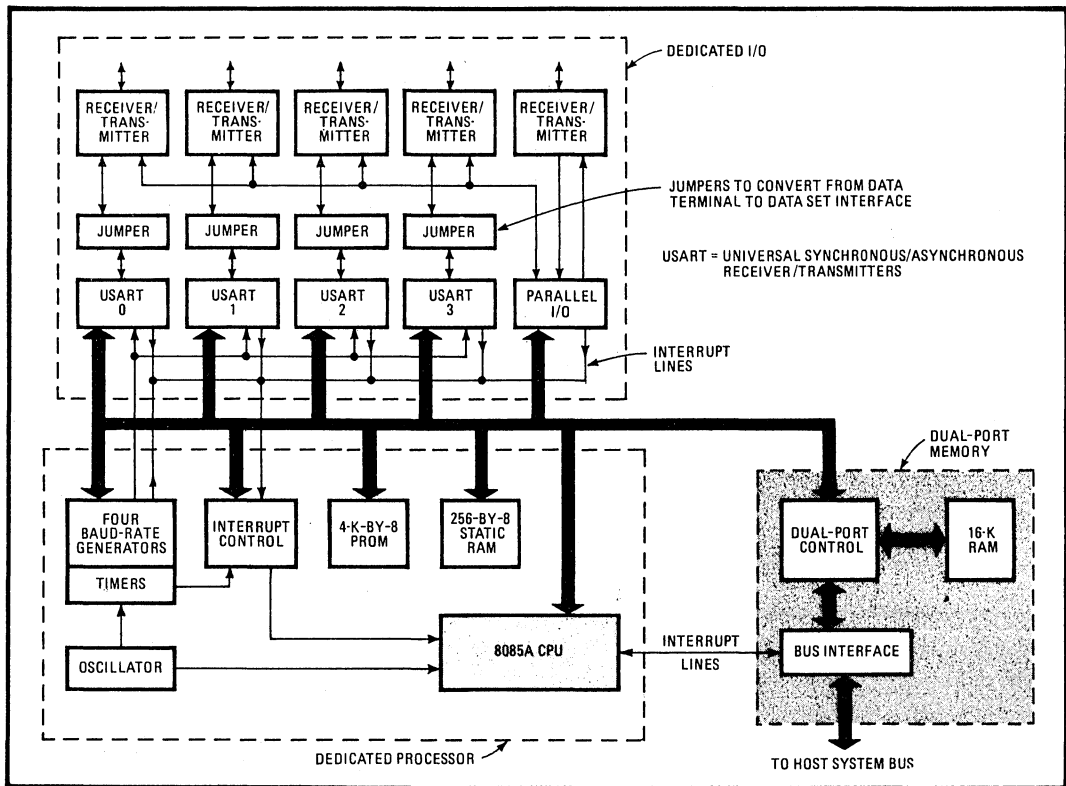 DEDICATED I/O
RECEIVER/
TRANS-
MITTER
RECEIVER/
TRANS-
MITTER
RECEIVER/
TRANS-
MITTER
RECEIVER/
TRANS-
MITTER
RECEIVER/
TRANS-
MITTER
JUMPERS TO CONVERT FROM DATA
TERMINAL TO DATA SET INTERFACE
JUMPER
JUMPER
JUMPER
JUMPER
USART = UNIVERSAL SYNCHRONOUS/ASYNCHRONOUS
RECEIVER/TRANSMITTERS
USART
0
USART
1
USART
2
USART
3
PARALLEL
I/O
INTERRUPT
LINES
DUAL-PORT
MEMORY
FOUR
BAUD-RATE
GENERATORS
TIMERS
INTERRUPT
CONTROL
4-K-BY-8
PROM
256-BY-8
STATIC
RAM
DUAL-PORT
CONTROL
16-K
RAM
OSCILLATOR
8085A CPU
INTERRUPT
LINES
BUS INTERFACE
DEDICATED PROCESSOR
TO HOST SYSTEM BUS